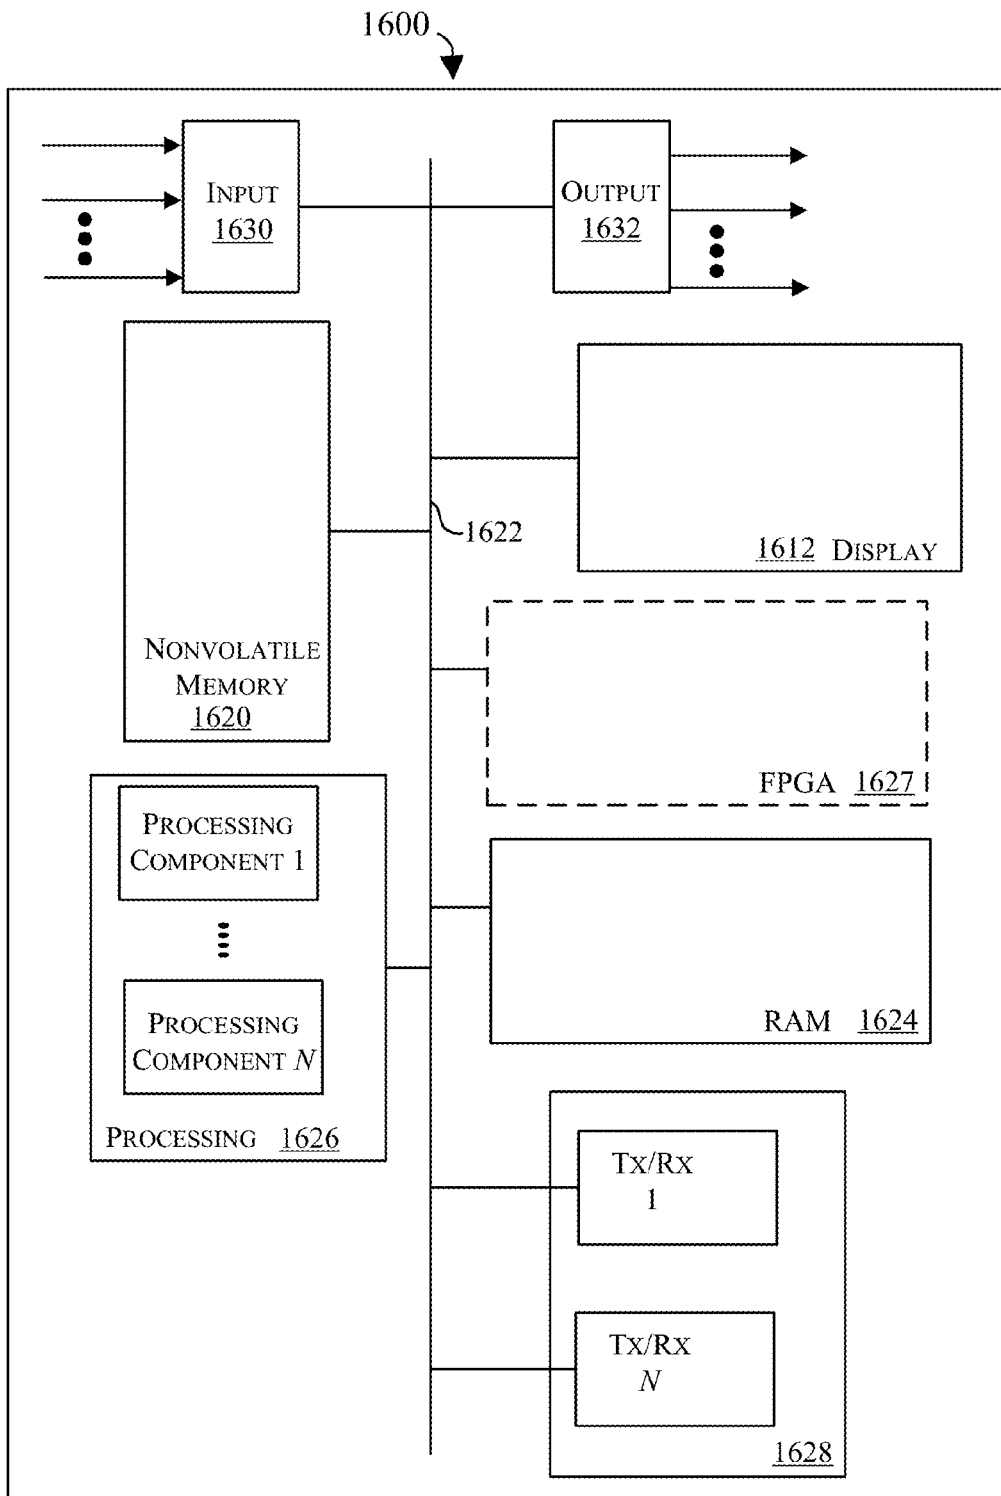 1600
INPUT
1630
OUTPUT
1632
1622
1612 DISPLAY
NONVOLATILE
MEMORY
1620
FPGA 1627
PROCESSING
COMPONENT 1
PROCESSING
COMPONENT N
PROCESSING 1626
RAM 1624
TX/RX
1
TX/RX
N
1628